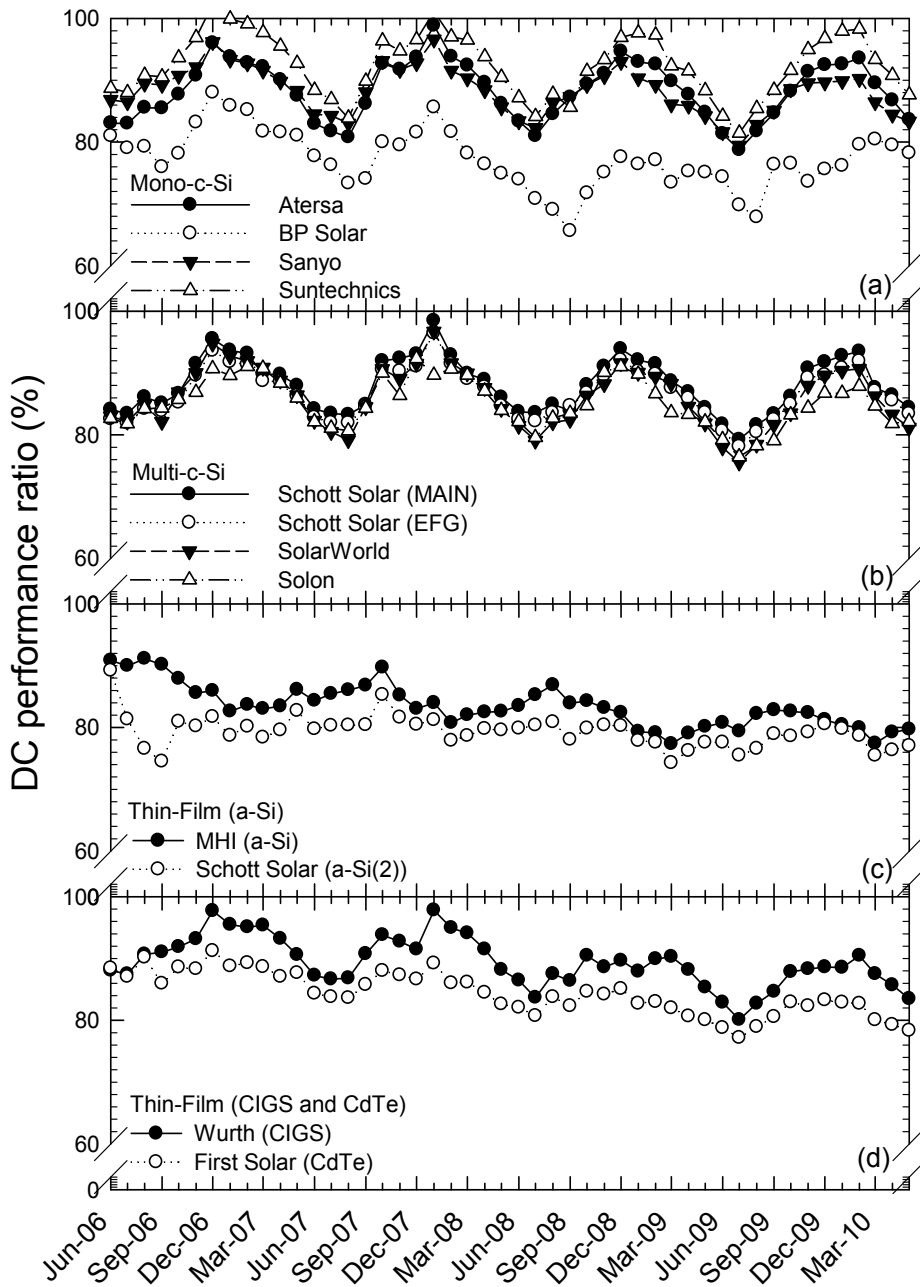 DC performance ratio (%)
100
80
Mono-c-Si
Atersa
BP Solar
Sanyo
Suntechnics
60
(a)
100
80
Multi-c-Si
Schott Solar (MAIN)
Schott Solar (EFG)
SolarWorld
Solon
60
(b)
100
80
Thin-Film (a-Si)
MHI (a-Si)
Schott Solar (a-Si(2))
60
(c)
100
80
Thin-Film (CIGS and CdTe)
Wurth (CIGS)
First Solar (CdTe)
60
(d)
0
Jun-06
Sep-06
Dec-06
Mar-07
Jun-07
Sep-07
Dec-07
Mar-08
Jun-08
Sep-08
Dec-08
Mar-09
Jun-09
Sep-09
Dec-09
Mar-10